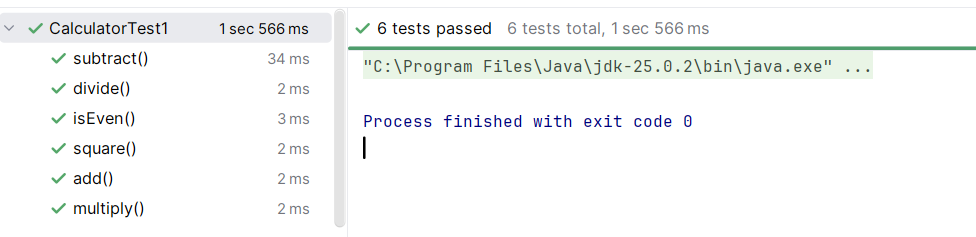 CalculatorTest1 1 sec 566 ms
subtract() 34 ms
divide() 2 ms
isEven() 3 ms
square() 2 ms
add() 2 ms
multiply() 2 ms
6 tests passed 6 tests total, 1 sec 566 ms
"C:\Program Files\Java\jdk-25.0.2\bin\java.exe" ...
Process finished with exit code 0